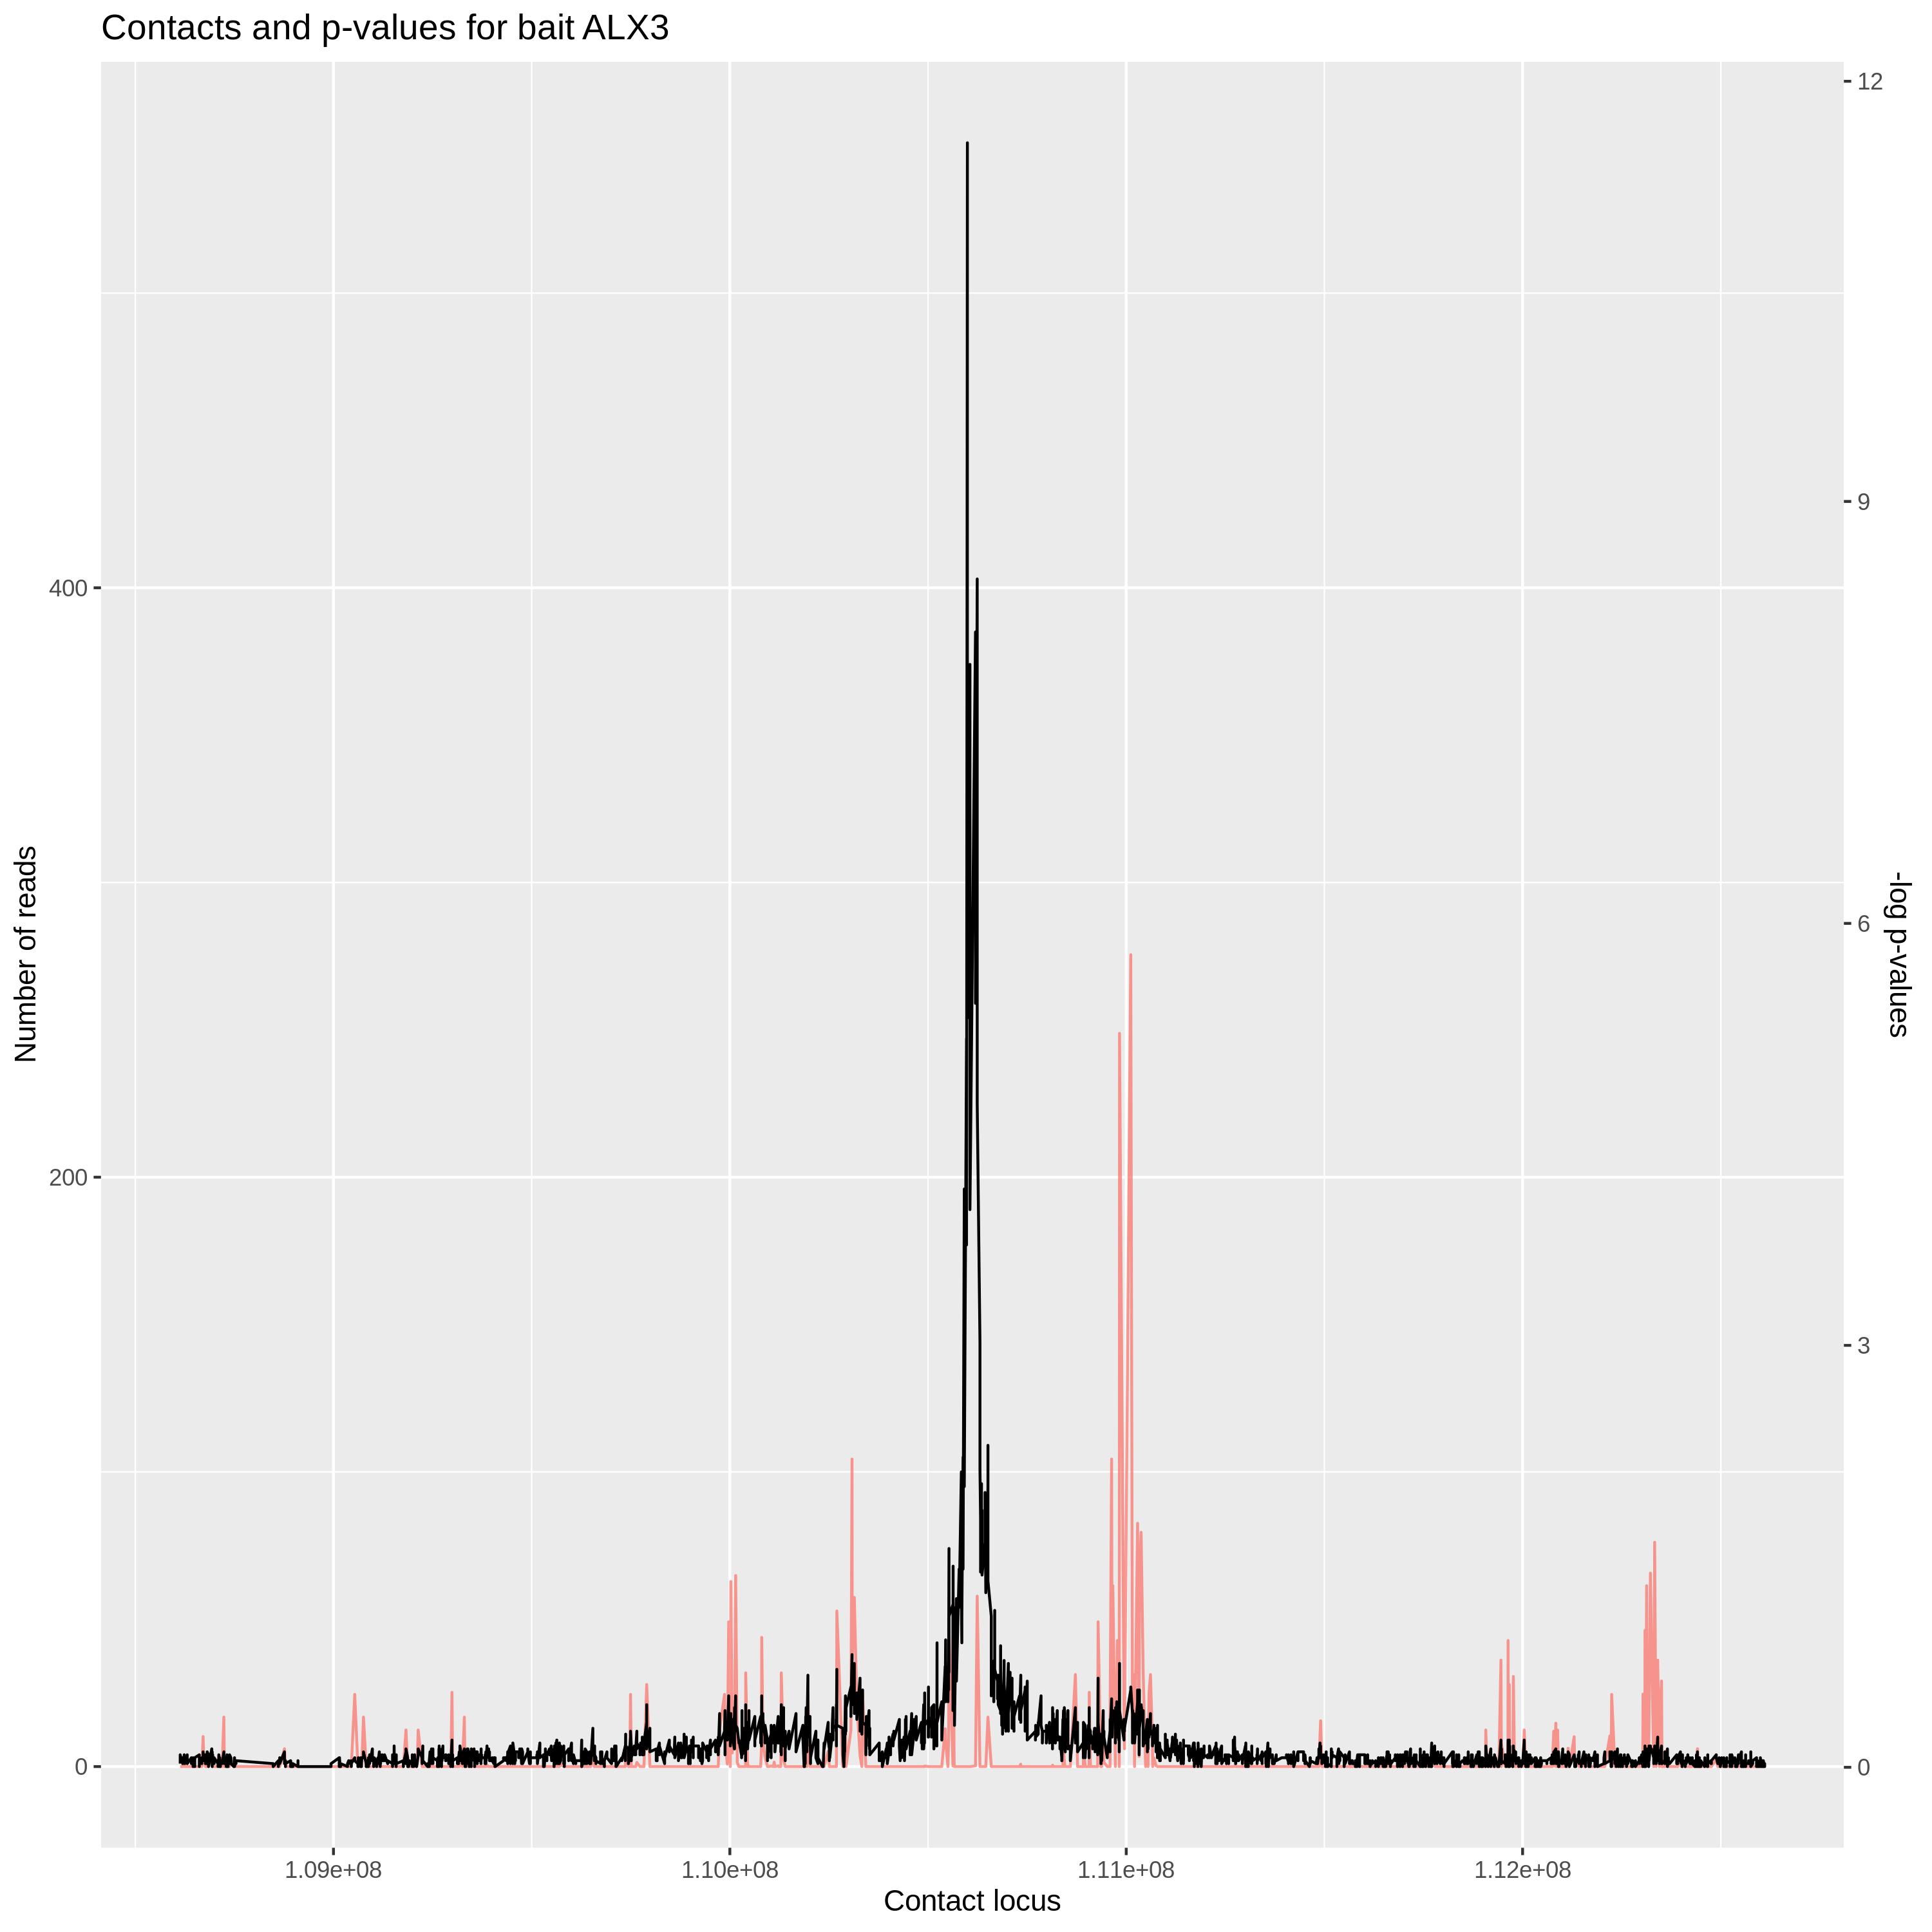 Contacts and p-values for bait ALX3
12
9
400
6
Number of reads
-log p-values
3
200
0
0
1.09e+08
1.10e+08
1.11e+08
1.12e+08
Contact locus